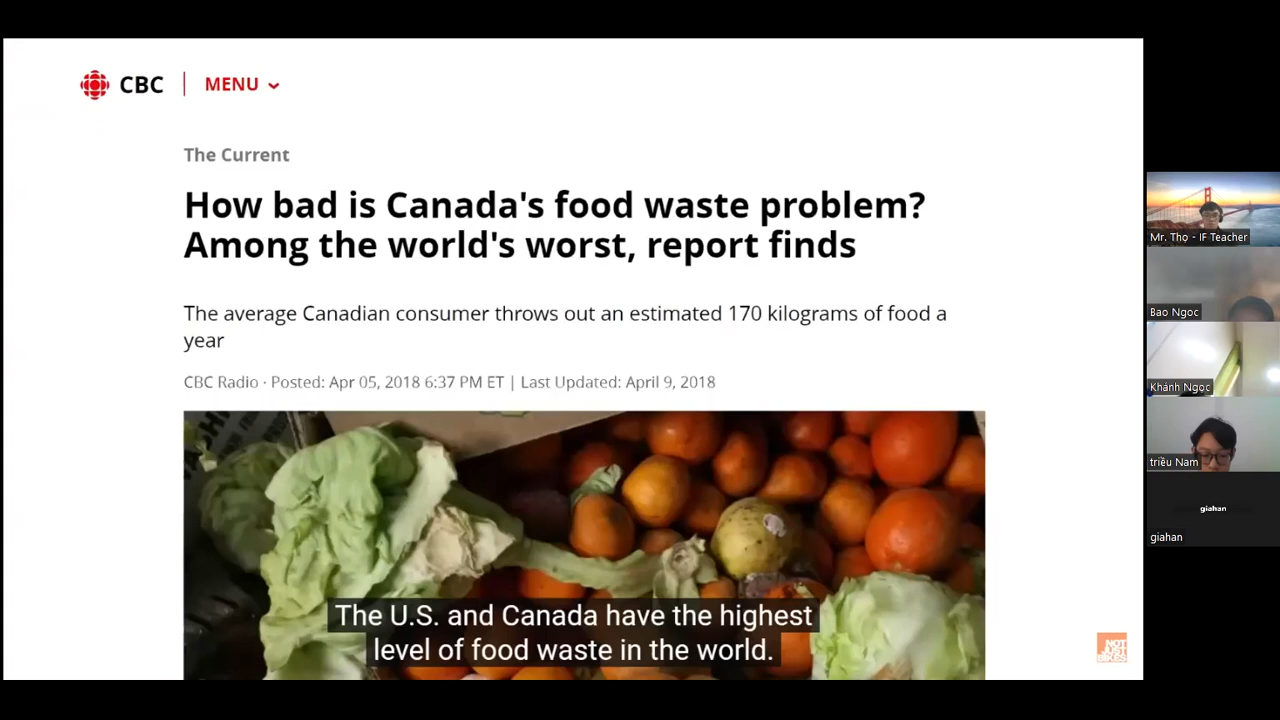 CBC
MENU
The Current
How bad is Canada's food waste problem?
Among the world's worst, report finds
The average Canadian consumer throws out an estimated 170 kilograms of food a
year
CBC Radio · Posted: Apr 05, 2018 6:37 PM ET | Last Updated: April 9, 2018
The U.S. and Canada have the highest
level of food waste in the world.
NOT
JUST
BIKES
Mr. Thọ - IF Teacher
Bao Ngoc
Khánh Ngọc
triều Nam
giahan
giahan